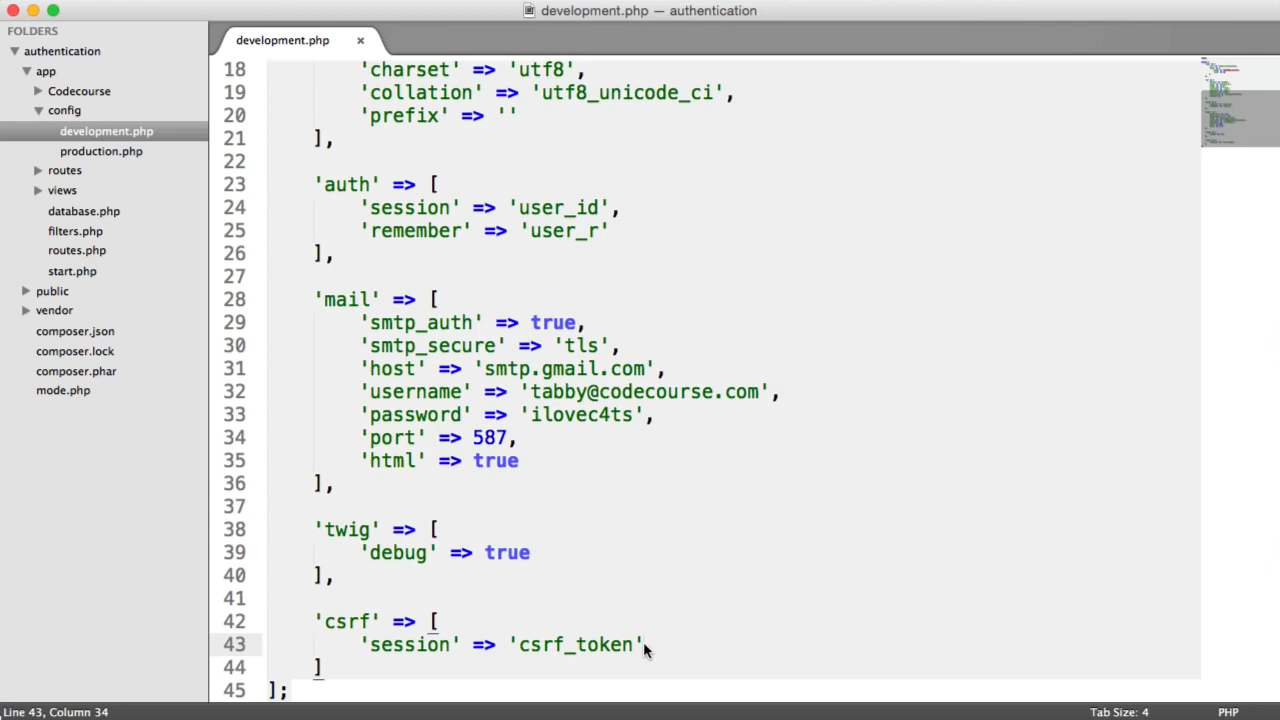 development.php — authentication
FOLDERS
authentication
app
Codecourse
config
development.php
production.php
routes
views
database.php
filters.php
routes.php
start.php
public
vendor
composer.json
composer.lock
composer.phar
mode.php
development.php ×
18 'charset' => 'utf8',
19 'collation' => 'utf8_unicode_ci',
20 'prefix' => ''
21 ],
22
23 'auth' => [
24 'session' => 'user_id',
25 'remember' => 'user_r'
26 ],
27
28 'mail' => [
29 'smtp_auth' => true,
30 'smtp_secure' => 'tls',
31 'host' => 'smtp.gmail.com',
32 'username' => 'tabby@codecourse.com',
33 'password' => 'ilovec4ts',
34 'port' => 587,
35 'html' => true
36 ],
37
38 'twig' => [
39 'debug' => true
40 ],
41
42 'csrf' => [
43 'session' => 'csrf_token'
44 ]
45 ];
Line 43, Column 34
Tab Size: 4
PHP